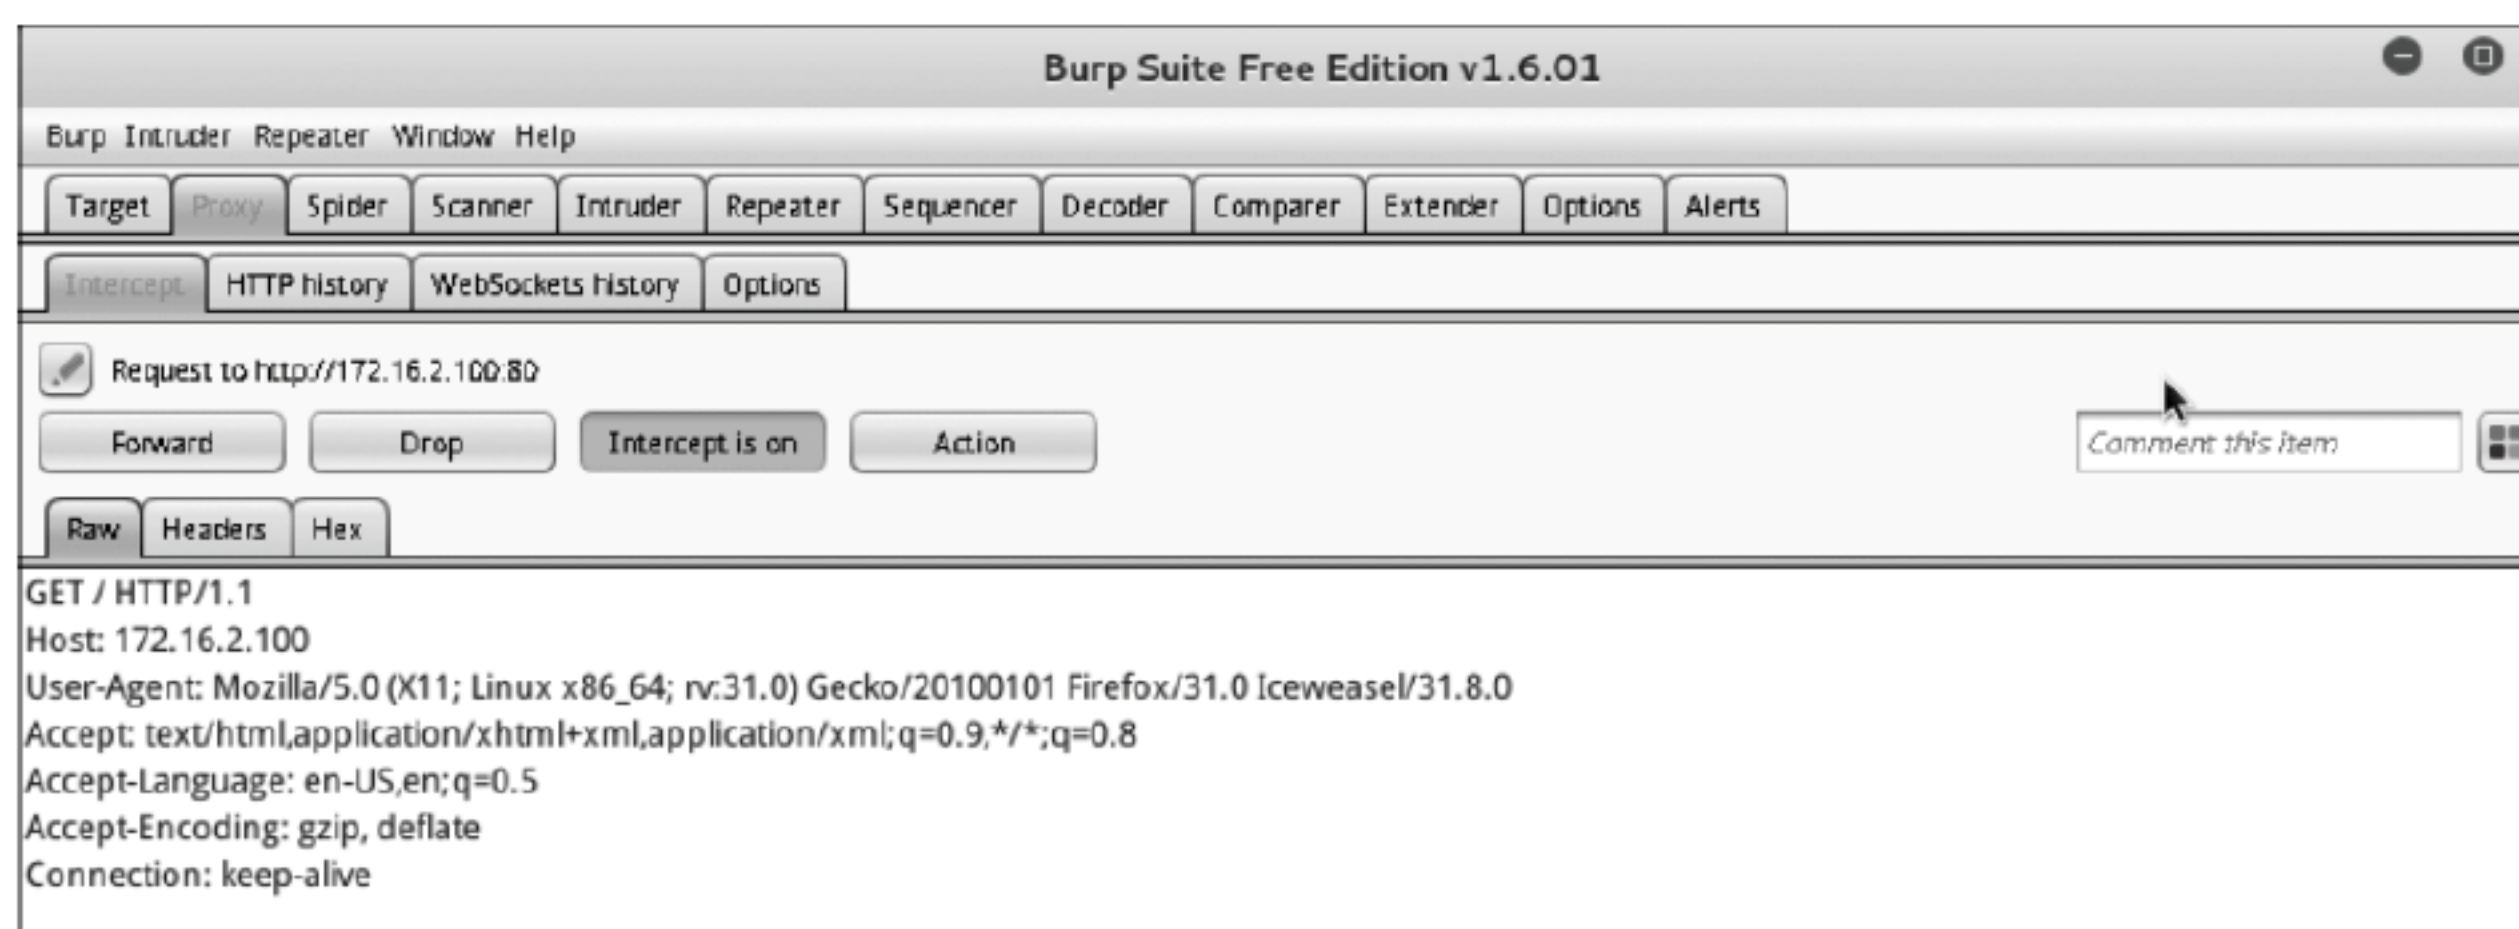 Burp Suite Free Edition v1.6.01
Burp Intruder Repeater Window Help
Target Proxy Spider Scanner Intruder Repeater Sequencer Decoder Comparer Extender Options Alerts
Intercept HTTP history WebSockets history Options
Request to http://172.16.2.100:80
Forward Drop Intercept is on Action Comment this item
Raw Headers Hex
GET / HTTP/1.1
Host: 172.16.2.100
User-Agent: Mozilla/5.0 (X11; Linux x86_64; rv:31.0) Gecko/20100101 Firefox/31.0 Iceweasel/31.8.0
Accept: text/html,application/xhtml+xml,application/xml;q=0.9,*/*;q=0.8
Accept-Language: en-US,en;q=0.5
Accept-Encoding: gzip, deflate
Connection: keep-alive